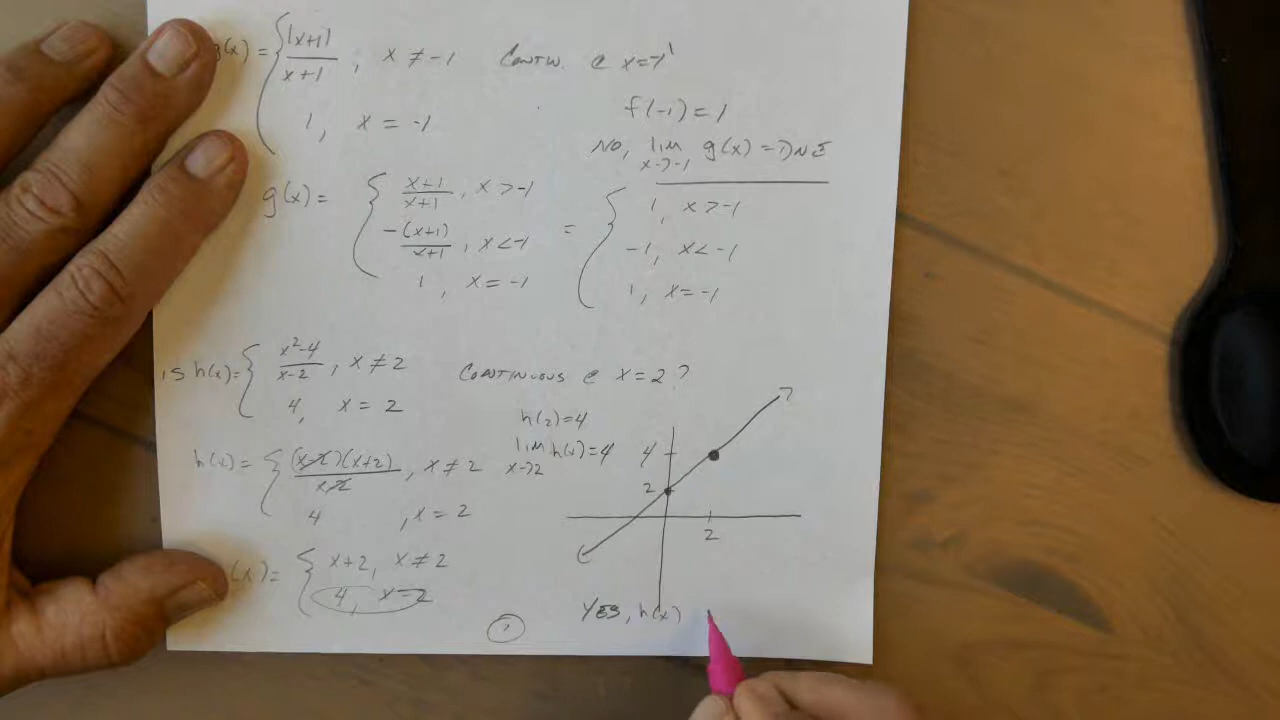 g(x) = { |x+1| / x+1 , x ≠ -1 CONTIN. @ x=-1
1, x = -1
f(-1) = 1
NO, lim x→-1 g(x) = DNE
g(x) = { x+1 / x+1 , x > -1 = { 1, x > -1
-(x+1) / x+1 , x < -1 -1, x < -1
1, x = -1 1, x = -1
IS h(x) = { x²-4 / x-2 , x ≠ 2 CONTINUOUS @ x = 2 ?
4, x = 2
h(2) = 4
lim x→2 h(x) = 4
h(x) = { (x-2)(x+2) / x-2 , x ≠ 2
4 , x = 2
4
2
2
(x) = { x+2, x ≠ 2
4, x = 2
YES, h(x)